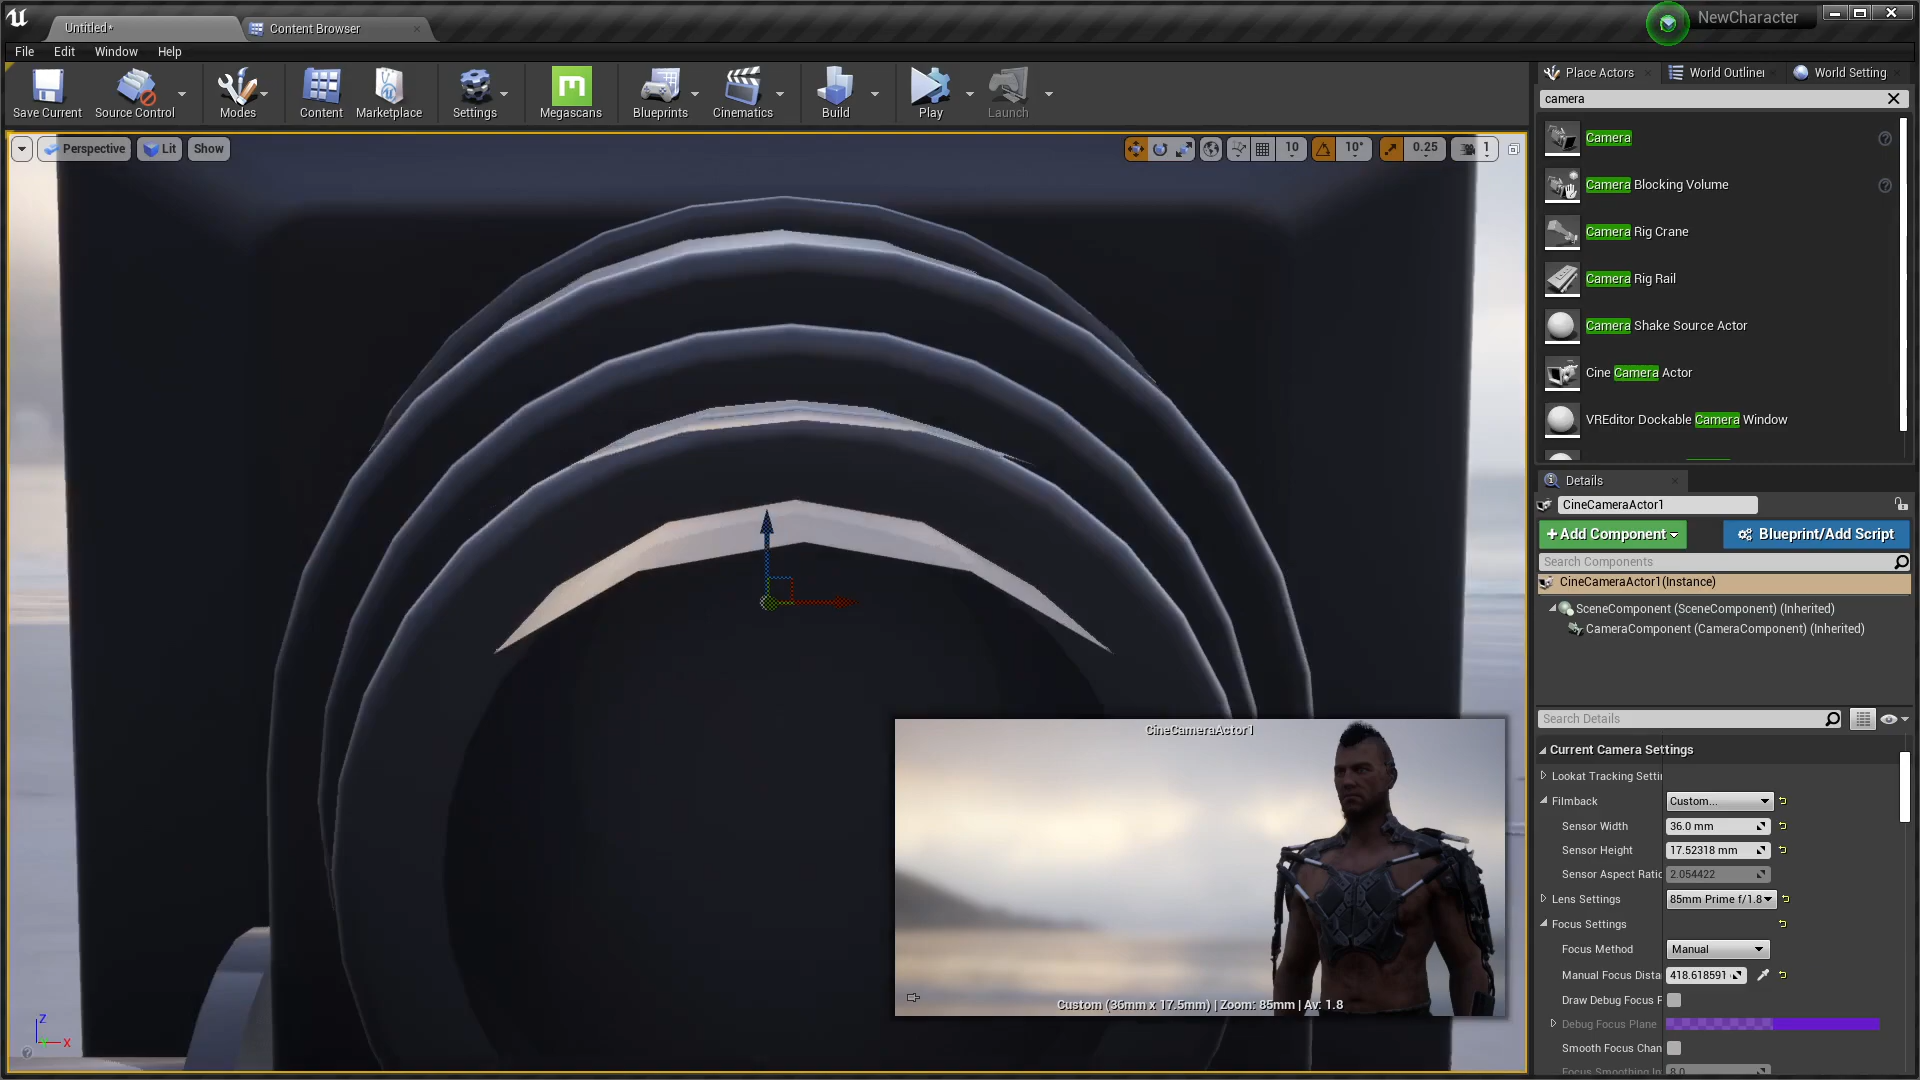 Untitled*
Content Browser
NewCharacter
File Edit Window Help
Save Current
Source Control
Modes
Content
Marketplace
Settings
Megascans
Blueprints
Cinematics
Build
Play
Launch
Place Actors
World Outliner
World Setting
camera
Perspective
Lit
Show
10
10°
0.25
1
Camera
Camera Blocking Volume
Camera Rig Crane
Camera Rig Rail
Camera Shake Source Actor
Cine Camera Actor
VREditor Dockable Camera Window
Details
CineCameraActor1
+ Add Component
Blueprint/Add Script
Search Components
CineCameraActor1(Instance)
SceneComponent (SceneComponent) (Inherited)
CameraComponent (CameraComponent) (Inherited)
Search Details
Current Camera Settings
Lookat Tracking Settin
Filmback Custom...
Sensor Width 36.0 mm
Sensor Height 17.52318 mm
Sensor Aspect Ratio 2.054422
Lens Settings 85mm Prime f/1.8
Focus Settings
Focus Method Manual
Manual Focus Dista 418.618591
Draw Debug Focus P
Debug Focus Plane
Smooth Focus Chan
Focus Smoothing In 8.0
CineCameraActor1
Custom (36mm x 17.5mm) | Zoom: 85mm | Av: 1.8
Z
X